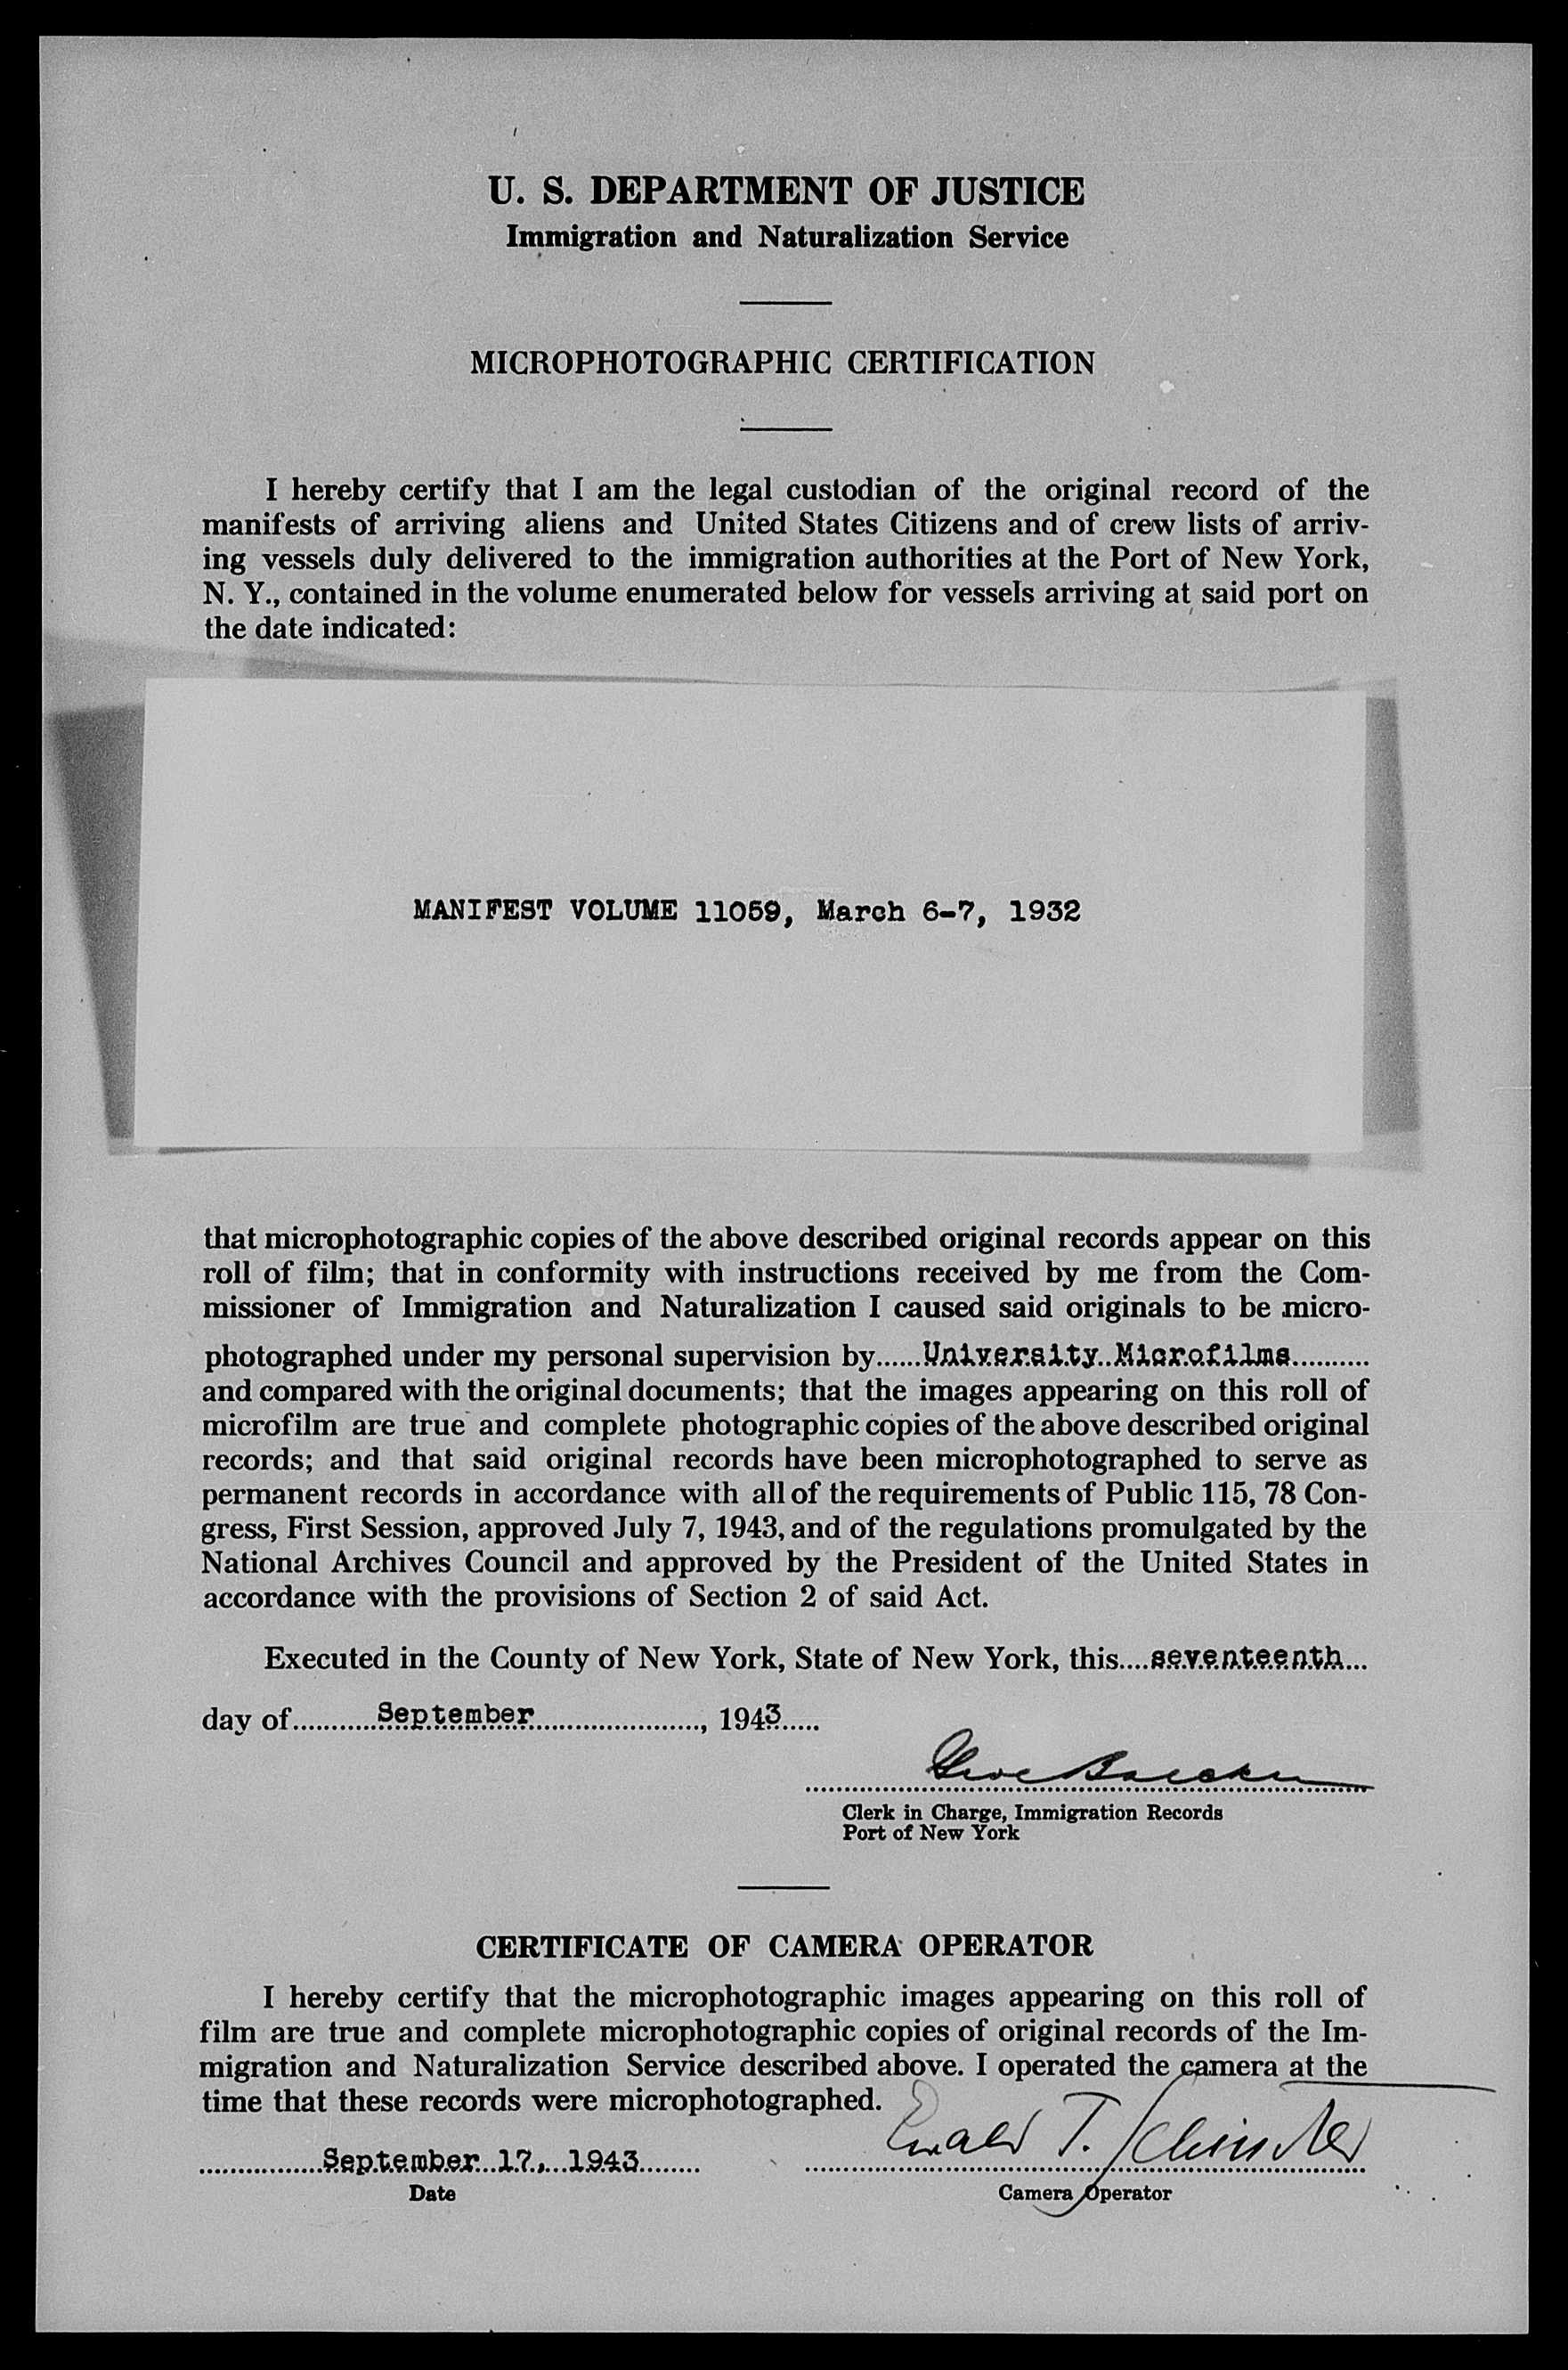 U. S. DEPARTMENT OF JUSTICE
Immigration and Naturalization Service
MICROPHOTOGRAPHIC CERTIFICATION
I hereby certify that I am the legal custodian of the original record of the
manifests of arriving aliens and United States Citizens and of crew lists of arriv-
ing vessels duly delivered to the immigration authorities at the Port of New York,
N. Y., contained in the volume enumerated below for vessels arriving at said port on
the date indicated:
MANIFEST VOLUME 11059, March 6-7, 1932
that microphotographic copies of the above described original records appear on this
roll of film; that in conformity with instructions received by me from the Com-
missioner of Immigration and Naturalization I caused said originals to be micro-
photographed under my personal supervision by......University Microfilms..........
and compared with the original documents; that the images appearing on this roll of
microfilm are true and complete photographic copies of the above described original
records; and that said original records have been microphotographed to serve as
permanent records in accordance with all of the requirements of Public 115, 78 Con-
gress, First Session, approved July 7, 1943, and of the regulations promulgated by the
National Archives Council and approved by the President of the United States in
accordance with the provisions of Section 2 of said Act.
Executed in the County of New York, State of New York, this....seventeenth...
day of...........September......................, 1943.....
Clerk in Charge, Immigration Records
Port of New York
CERTIFICATE OF CAMERA OPERATOR
I hereby certify that the microphotographic images appearing on this roll of
film are true and complete microphotographic copies of original records of the Im-
migration and Naturalization Service described above. I operated the camera at the
time that these records were microphotographed.
................September 17, 1943........ Ewald T.
Date Camera Operator